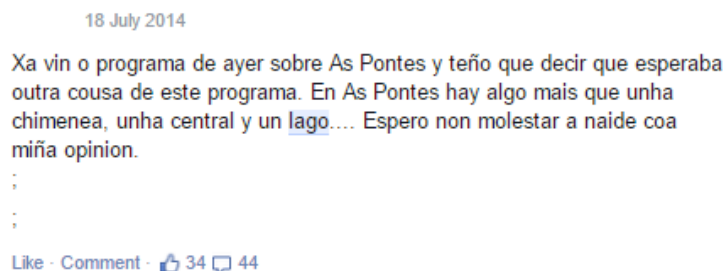 18 July 2014
Xa vin o programa de ayer sobre As Pontes y teño que decir que esperaba
outra cousa de este programa. En As Pontes hay algo mais que unha
chimenea, unha central y un lago.... Espero non molestar a naide coa
miña opinion.
;
;
Like · Comment · 34 44